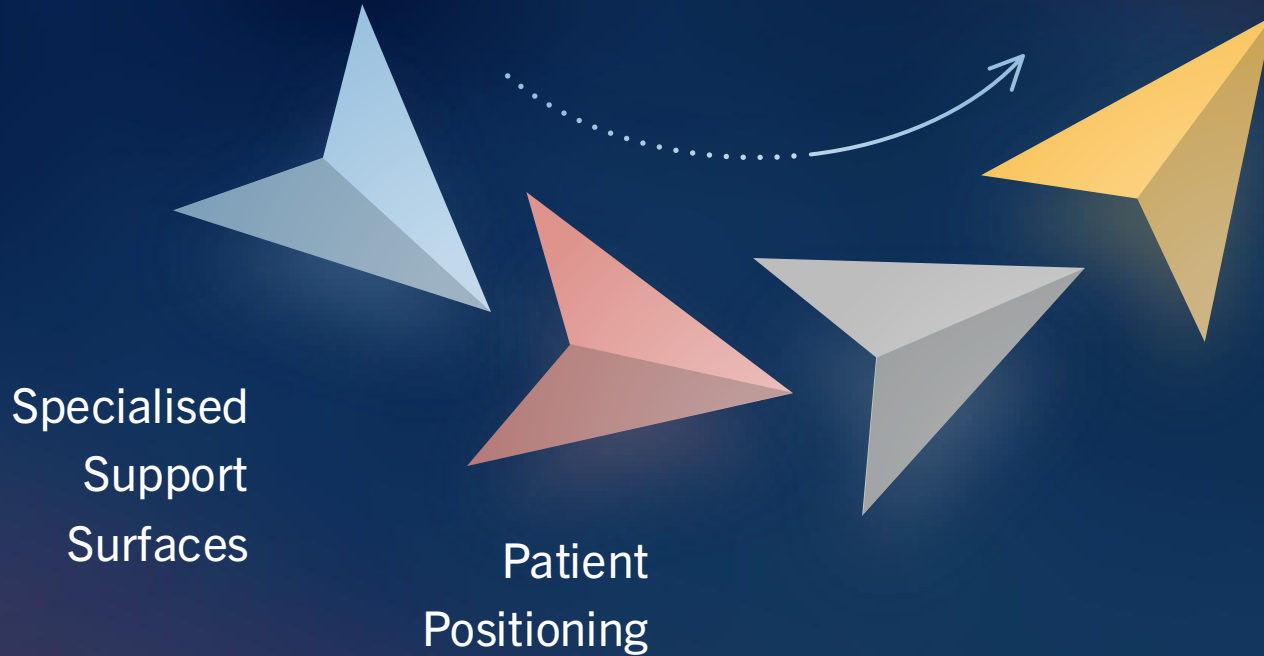 Specialised
Support
Surfaces
Patient
Positioning